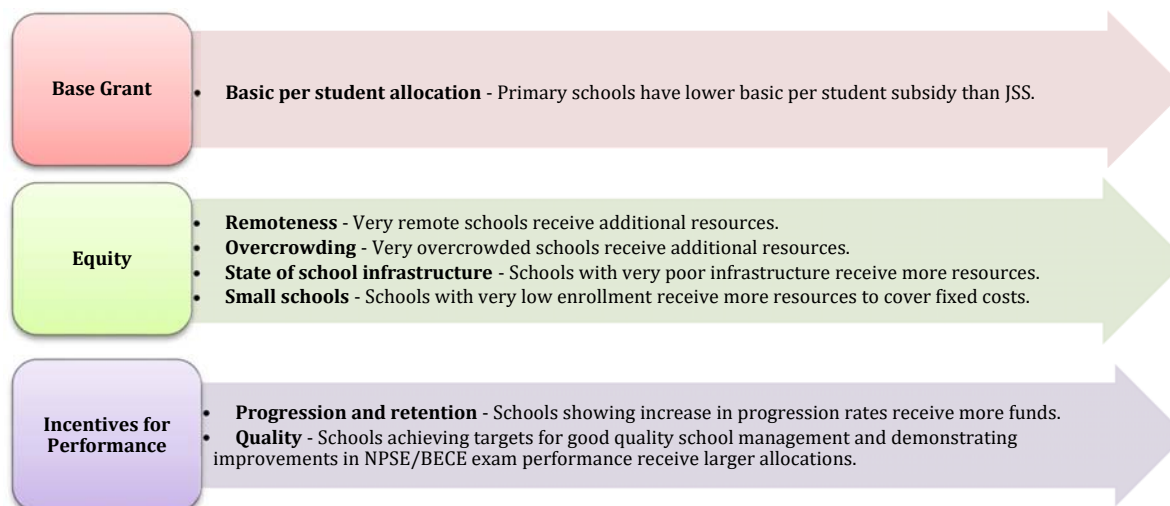 Base Grant
• Basic per student allocation - Primary schools have lower basic per student subsidy than JSS.
Equity
• Remoteness - Very remote schools receive additional resources.
• Overcrowding - Very overcrowded schools receive additional resources.
• State of school infrastructure - Schools with very poor infrastructure receive more resources.
• Small schools - Schools with very low enrollment receive more resources to cover fixed costs.
Incentives for
Performance
• Progression and retention - Schools showing increase in progression rates receive more funds.
• Quality - Schools achieving targets for good quality school management and demonstrating
improvements in NPSE/BECE exam performance receive larger allocations.